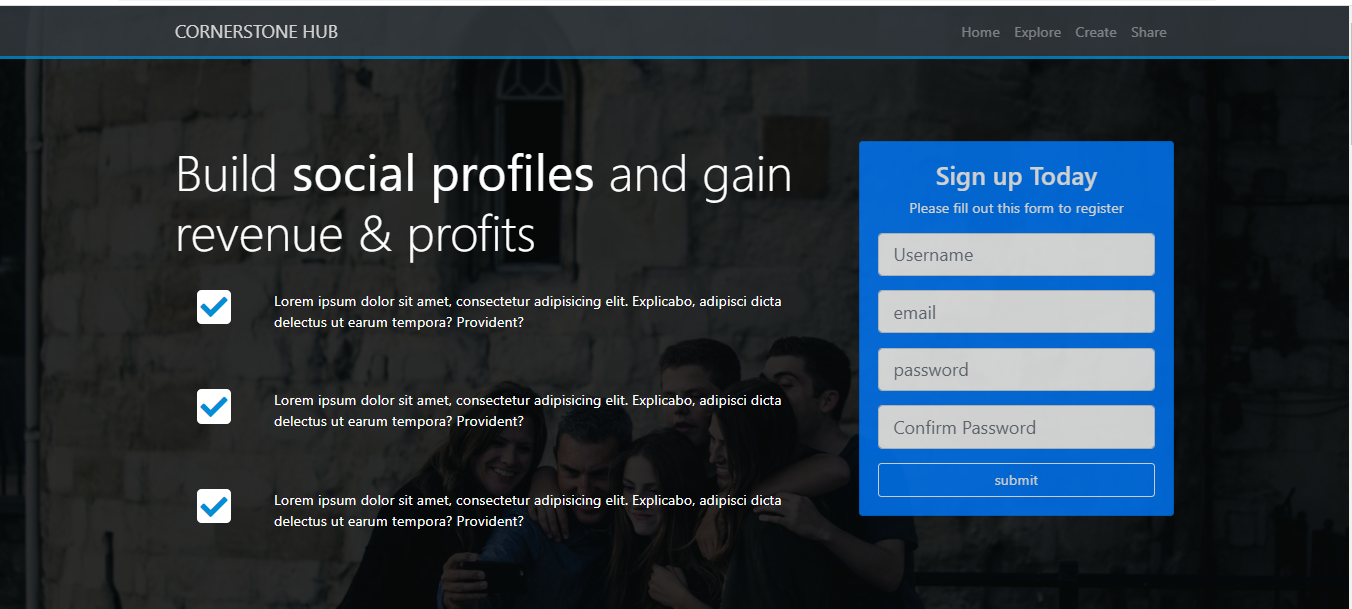 CORNERSTONE HUB
Home Explore Create Share
Build social profiles and gain
revenue & profits
Lorem ipsum dolor sit amet, consectetur adipisicing elit. Explicabo, adipisci dicta
delectus ut earum tempora? Provident?
Lorem ipsum dolor sit amet, consectetur adipisicing elit. Explicabo, adipisci dicta
delectus ut earum tempora? Provident?
Lorem ipsum dolor sit amet, consectetur adipisicing elit. Explicabo, adipisci dicta
delectus ut earum tempora? Provident?
Sign up Today
Please fill out this form to register
Username
email
password
Confirm Password
submit